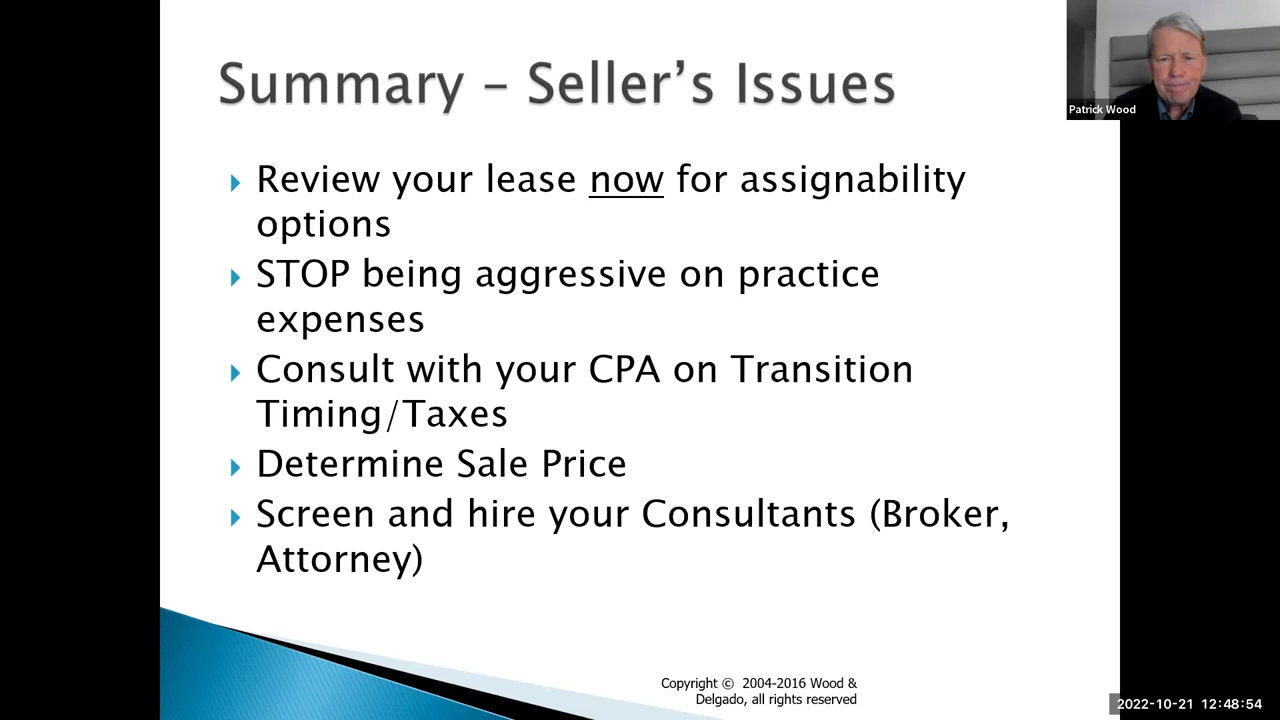 Summary – Seller’s Issues
Patrick Wood
Review your lease now for assignability
options
STOP being aggressive on practice
expenses
Consult with your CPA on Transition
Timing/Taxes
Determine Sale Price
Screen and hire your Consultants (Broker,
Attorney)
Copyright © 2004-2016 Wood &
Delgado, all rights reserved
2022-10-21 12:48:54